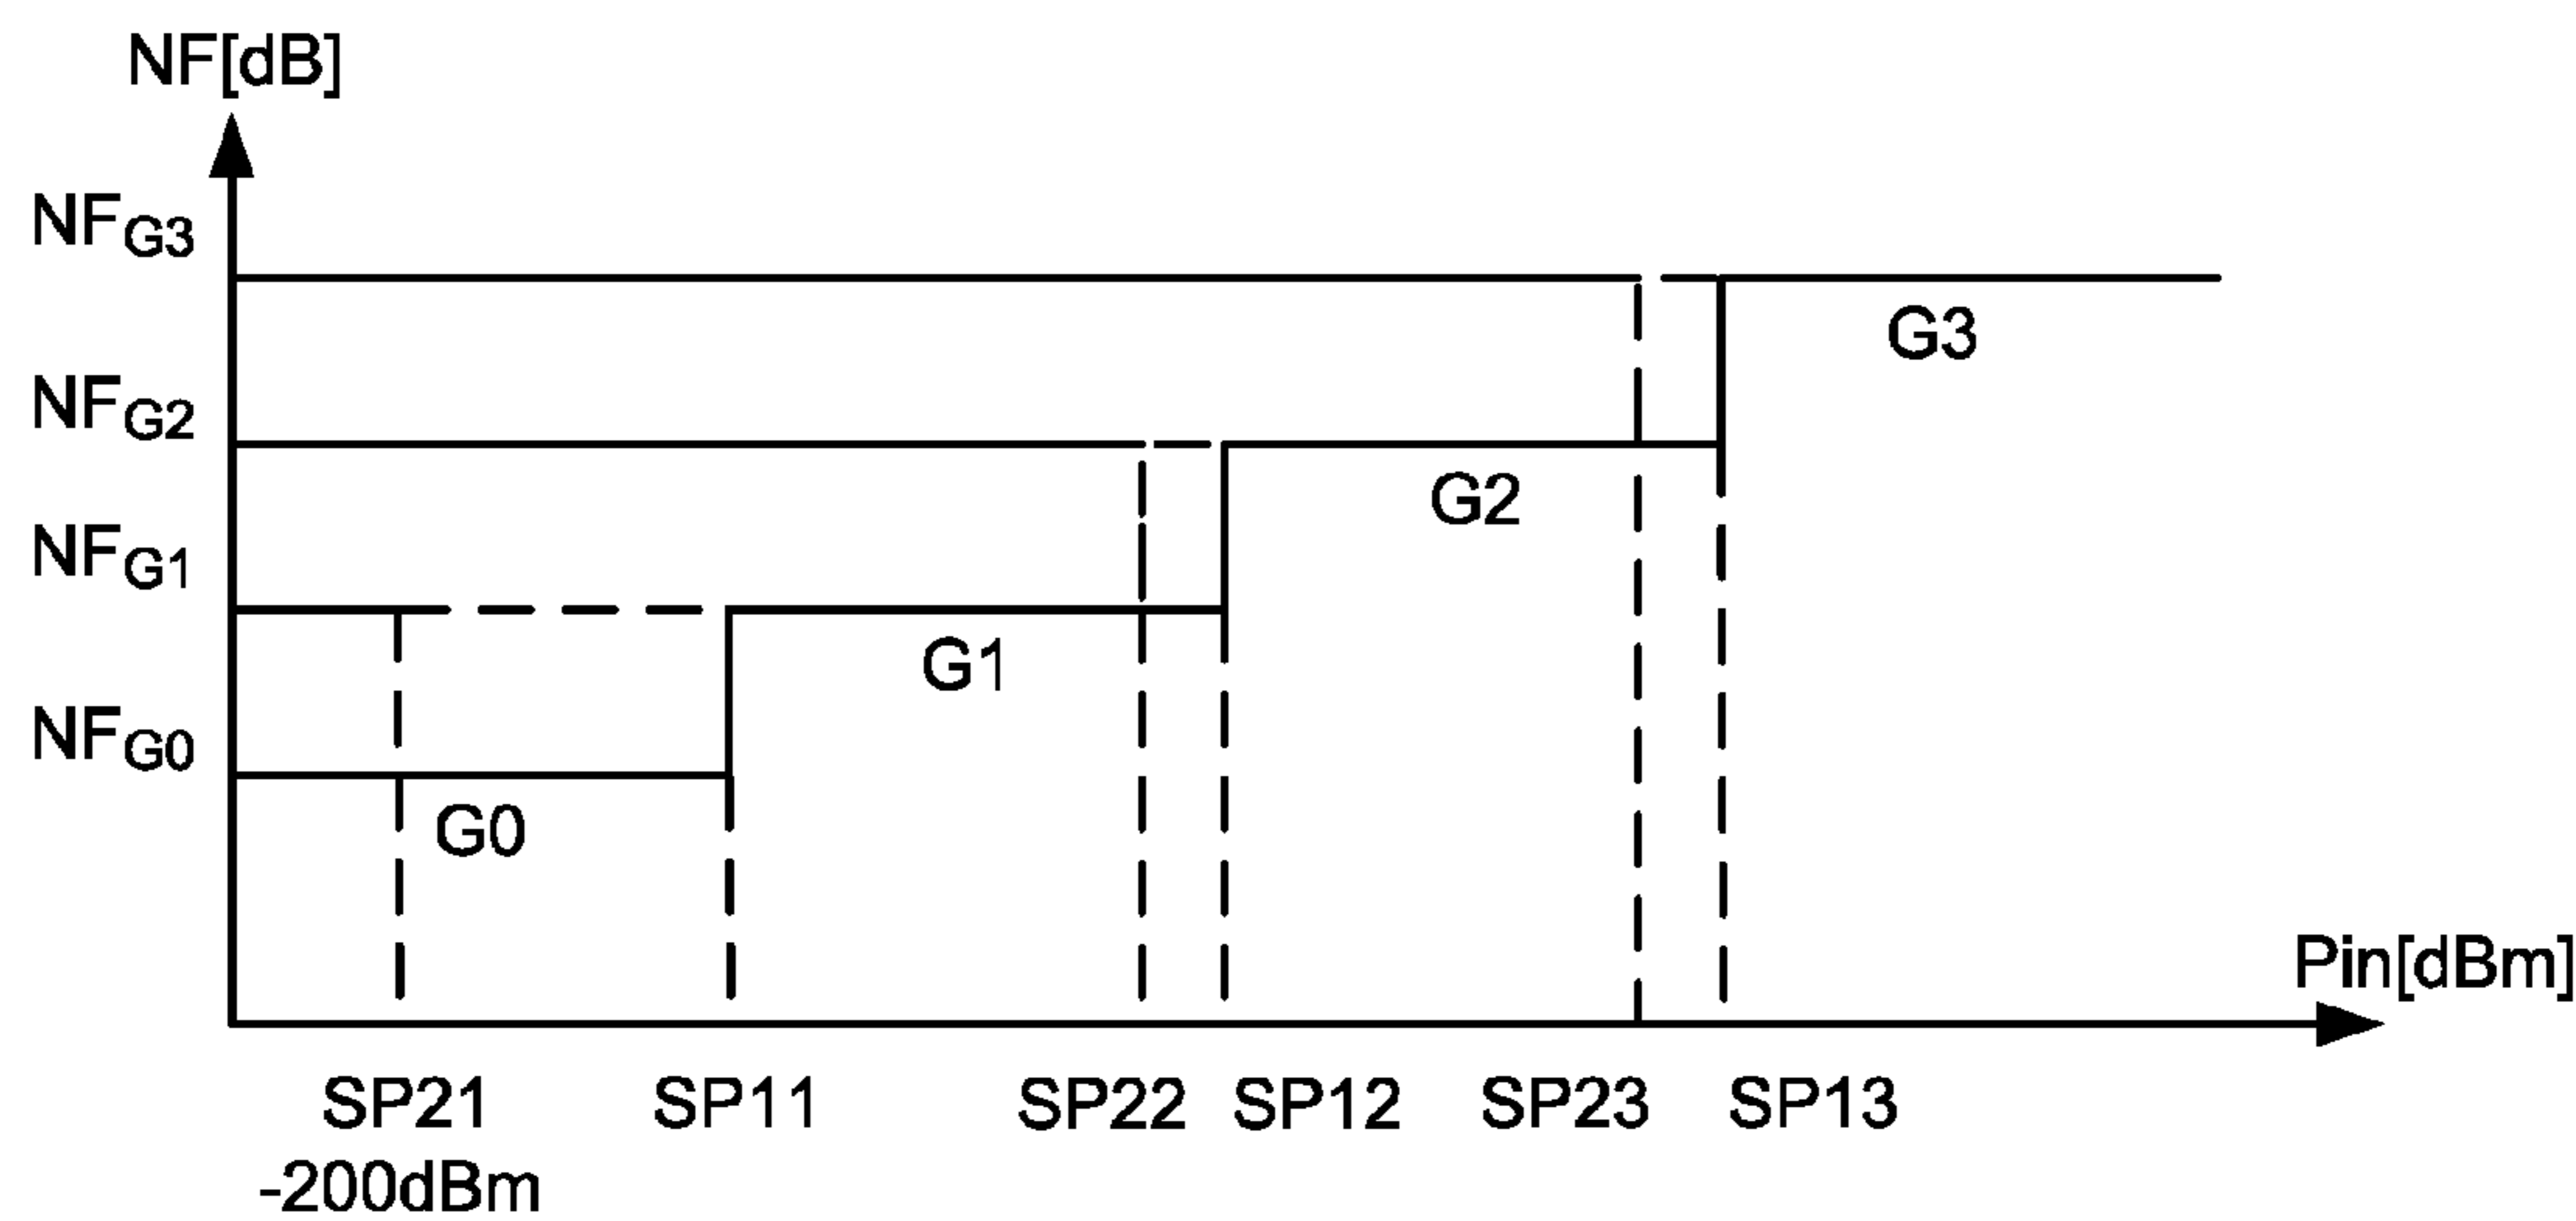 NF[dB]
NFG3
G3
NFG2
G2
NFG1
G1
NFG0
G0
Pin[dBm]
SP21 SP11 SP22 SP12 SP23 SP13
-200dBm